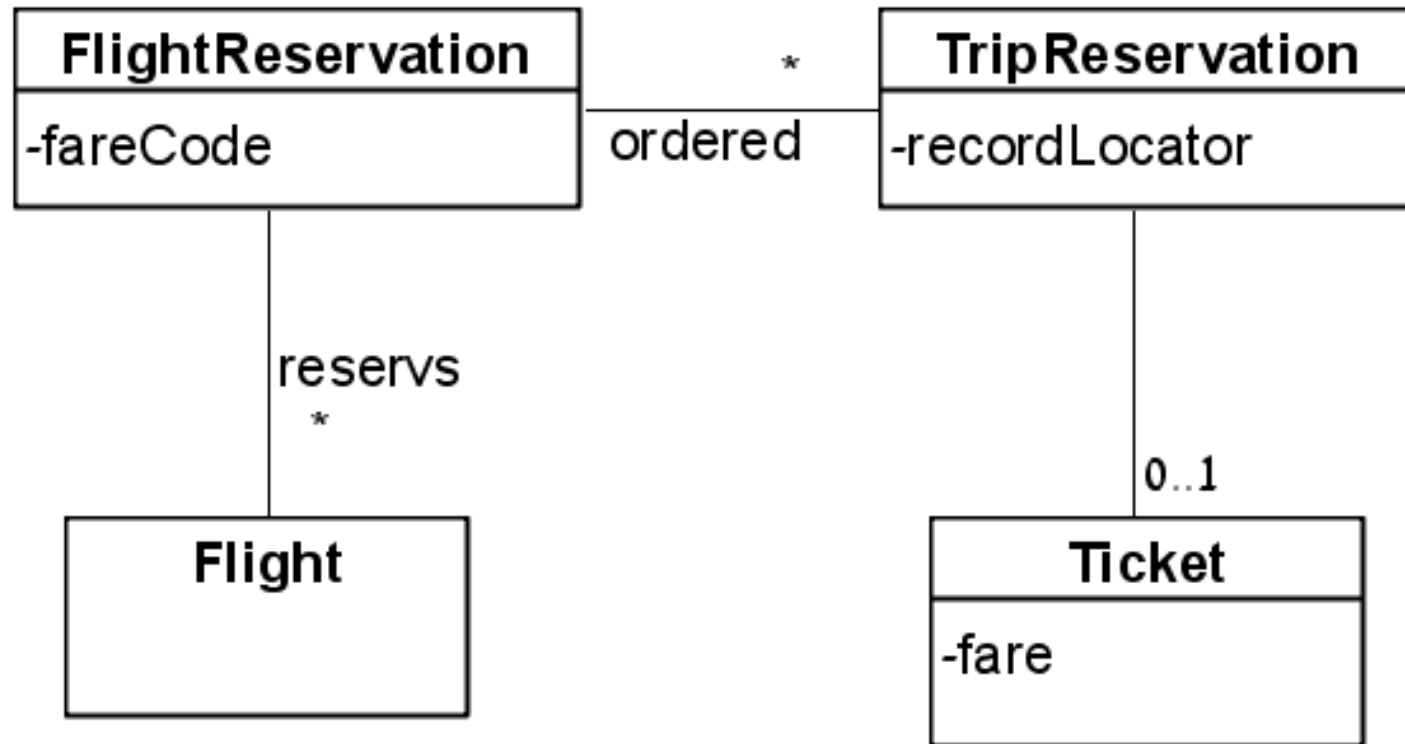 FlightReservation
-fareCode
*
ordered
TripReservation
-recordLocator
reservs
*
0..1
Flight
Ticket
-fare